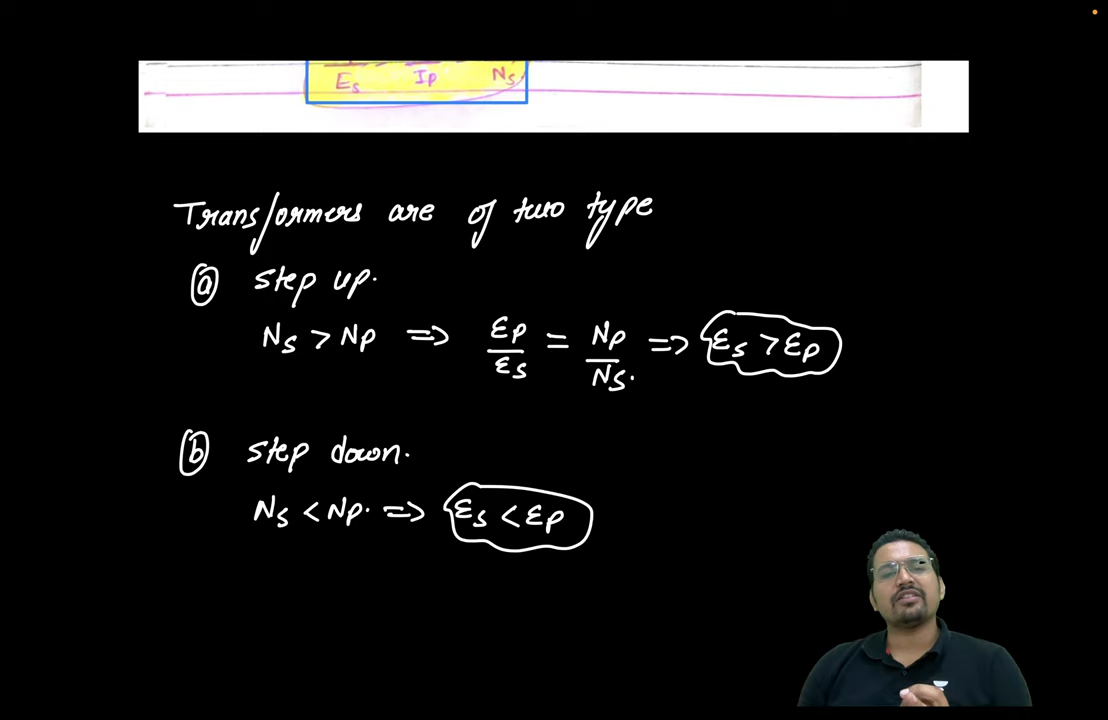 Es Ip Ns
Transformers are of two type
ⓐ step up.
Ns > Np => εp/εs = Np/Ns. => εs > εp
ⓑ step down.
Ns < Np. => εs < εp